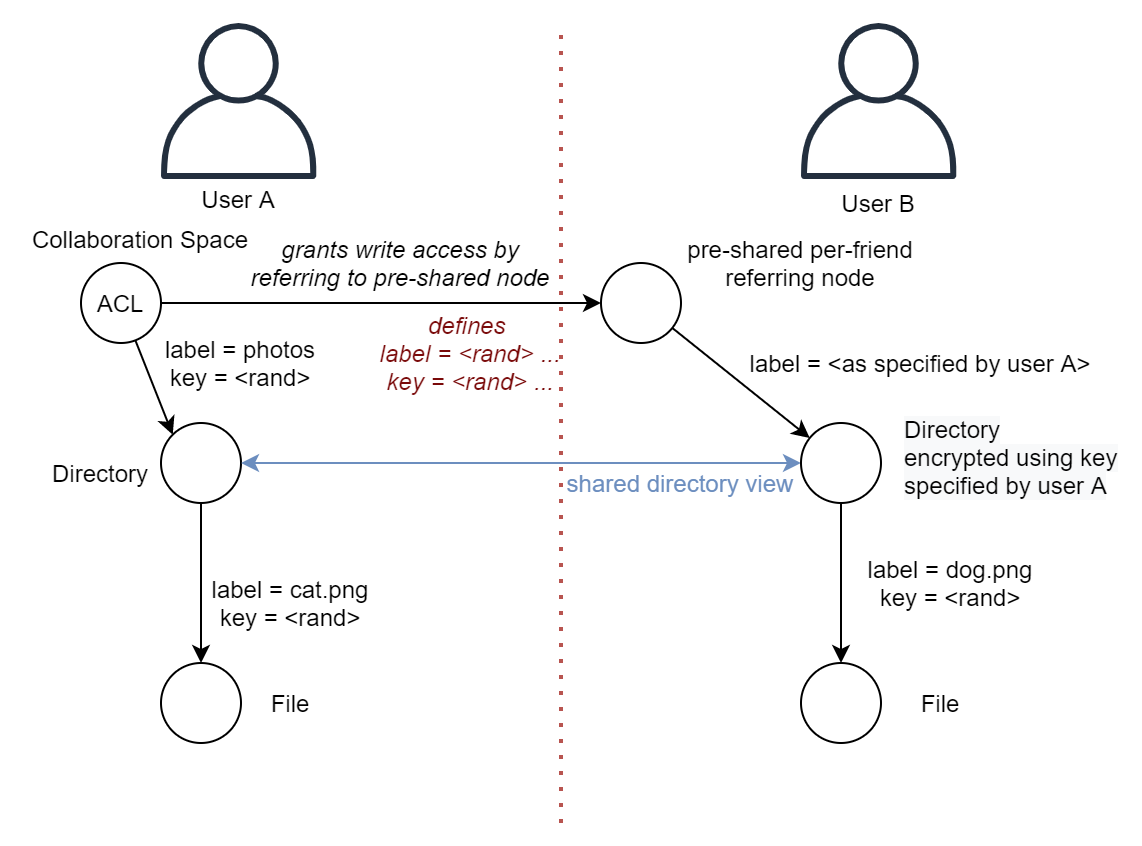 User A
User B
Collaboration Space
grants write access by
referring to pre-shared node
pre-shared per-friend
referring node
ACL
defines
label = <rand> ...
key = <rand> ...
label = photos
key = <rand>
label = <as specified by user A>
Directory
shared directory view
Directory
encrypted using key
specified by user A
label = cat.png
key = <rand>
label = dog.png
key = <rand>
File
File